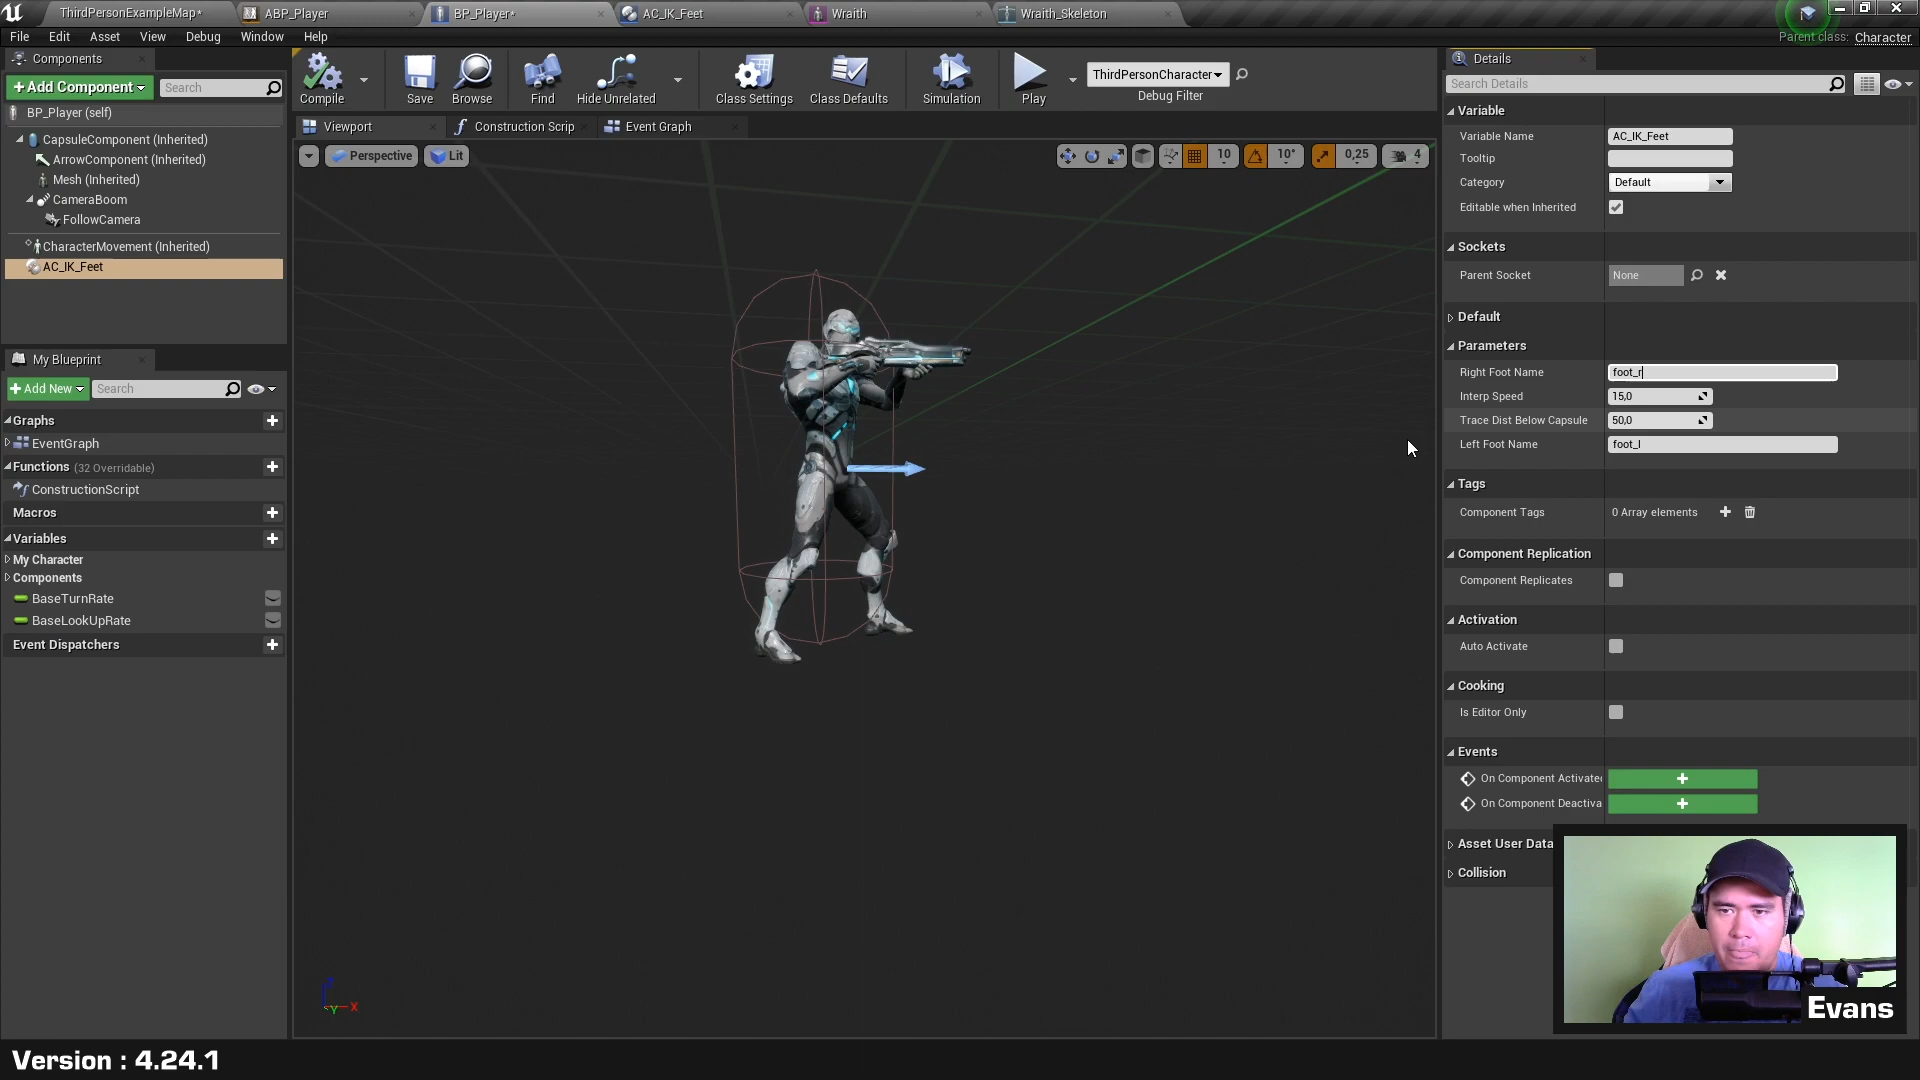 ThirdPersonExampleMap*
ABP_Player
BP_Player*
AC_IK_Feet
Wraith
Wraith_Skeleton
File Edit Asset View Debug Window Help
Parent class: Character
Components
+Add Component
Search
BP_Player (self)
CapsuleComponent (Inherited)
ArrowComponent (Inherited)
Mesh (Inherited)
CameraBoom
FollowCamera
CharacterMovement (Inherited)
AC_IK_Feet
My Blueprint
+Add New
Search
Graphs
EventGraph
Functions (32 Overridable)
ConstructionScript
Macros
Variables
My Character
Components
BaseTurnRate
BaseLookUpRate
Event Dispatchers
Compile
Save
Browse
Find
Hide Unrelated
Class Settings
Class Defaults
Simulation
Play
ThirdPersonCharacter
Debug Filter
Viewport
Construction Scrip
Event Graph
Perspective
Lit
10
10°
0,25
4
X
Y
Details
Search Details
Variable
Variable Name AC_IK_Feet
Tooltip
Category Default
Editable when Inherited
Sockets
Parent Socket None
Default
Parameters
Right Foot Name foot_r
Interp Speed 15,0
Trace Dist Below Capsule 50,0
Left Foot Name foot_l
Tags
Component Tags 0 Array elements
Component Replication
Component Replicates
Activation
Auto Activate
Cooking
Is Editor Only
Events
On Component Activate
On Component Deactiva
Asset User Data
Collision
Evans
Version : 4.24.1